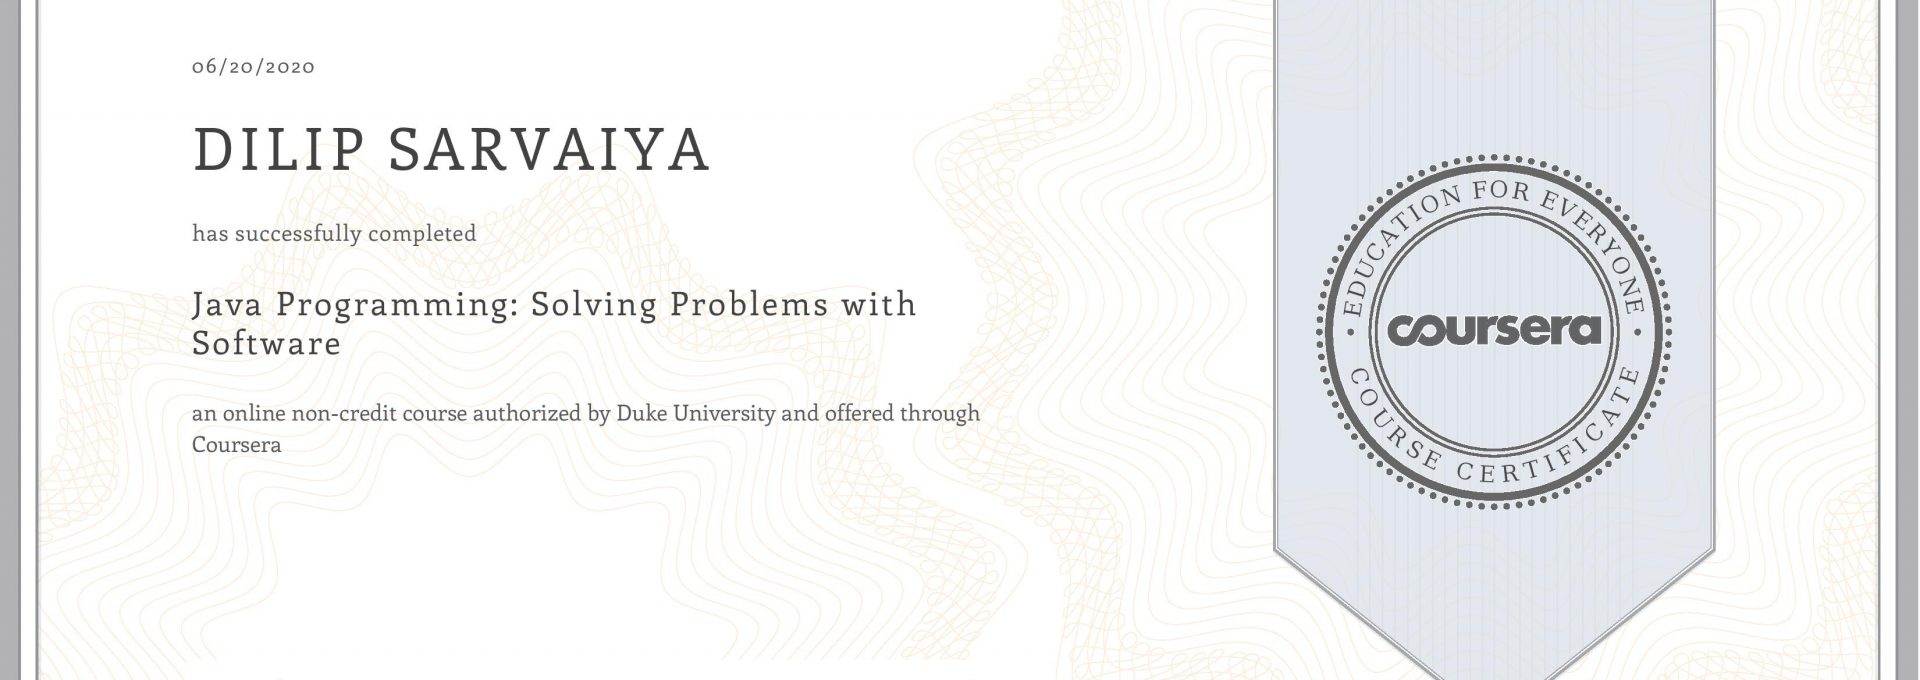 06/20/2020
DILIP SARVAIYA
has successfully completed
Java Programming: Solving Problems with
Software
an online non-credit course authorized by Duke University and offered through
Coursera
EDUCATION FOR EVERYONE
coursera
COURSE CERTIFICATE